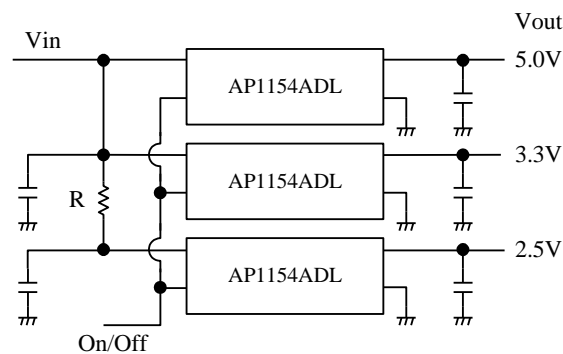 Vout
Vin
5.0V
AP1154ADL
3.3V
AP1154ADL
R
2.5V
AP1154ADL
On/Off